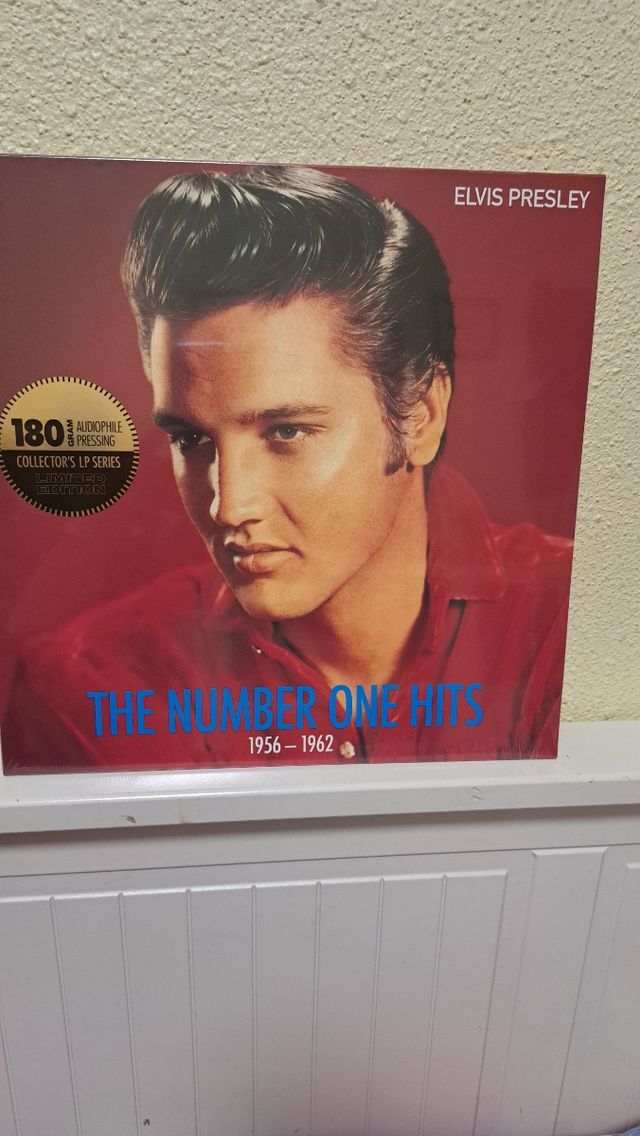 ELVIS PRESLEY
180 GRAM AUDIOPHILE
PRESSING
COLLECTOR'S LP SERIES
LIMITED
EDITION
THE NUMBER ONE HITS
1956 – 1962